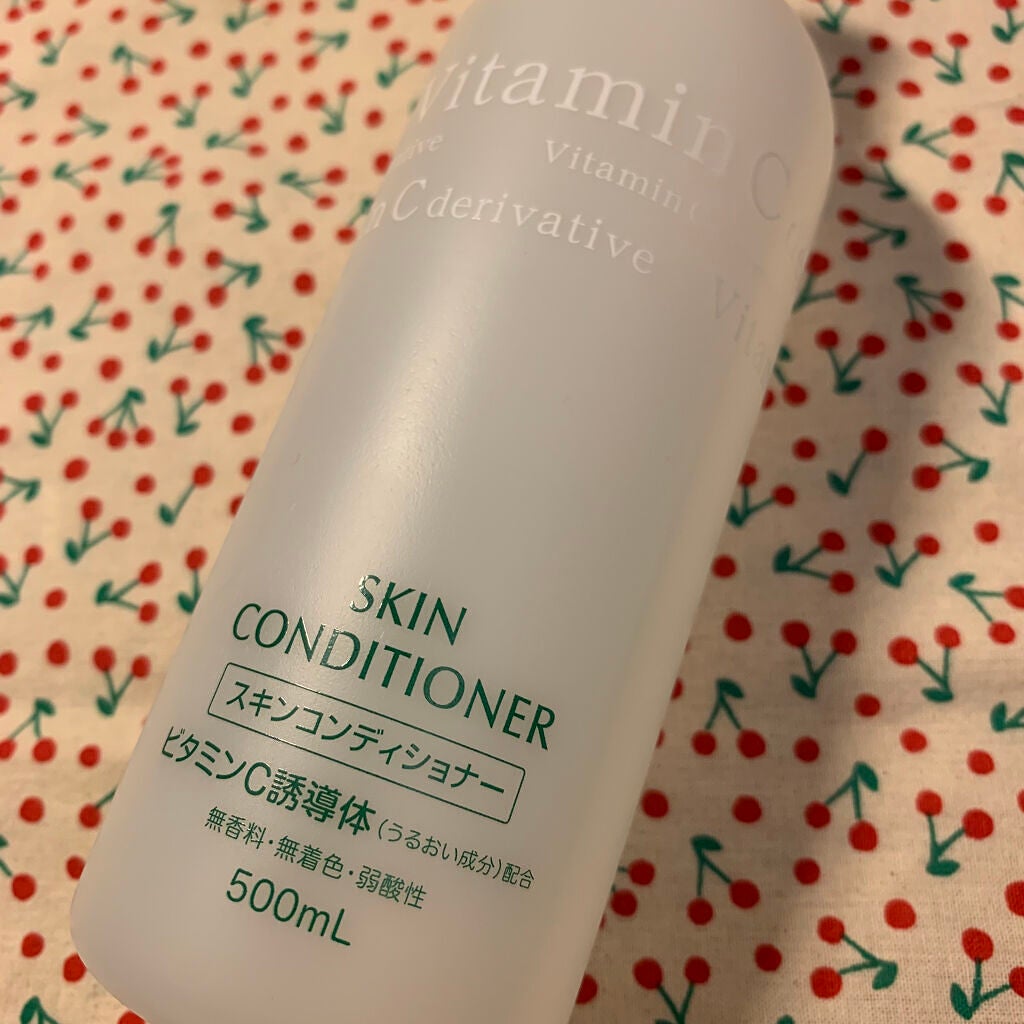 Vitamin C
ative
Vitamin C
n C derivative
Vita
SKIN
CONDITIONER
スキンコンディショナー
ビタミンC誘導体(うるおい成分)配合
無香料・無着色・弱酸性
500mL